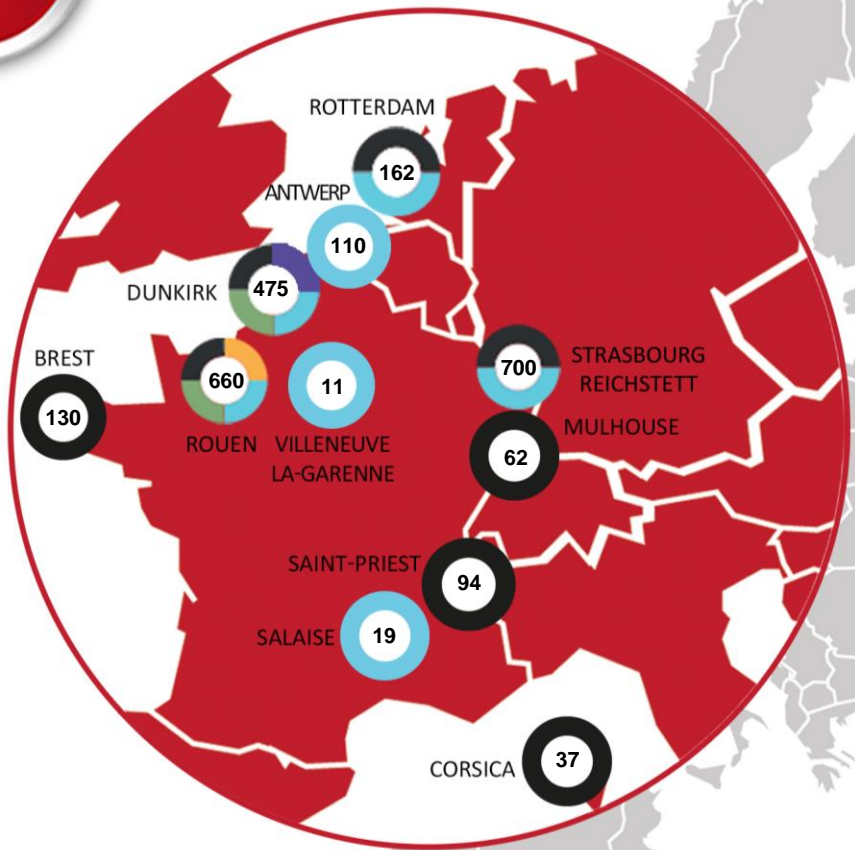 ROTTERDAM
162
ANTWERP
110
DUNKIRK
475
BREST
130
660
ROUEN
11
VILLENEUVE
LA-GARENNE
700
STRASBOURG
REICHSTETT
MULHOUSE
62
SAINT-PRIEST
94
SALAISE
19
CORSICA
37